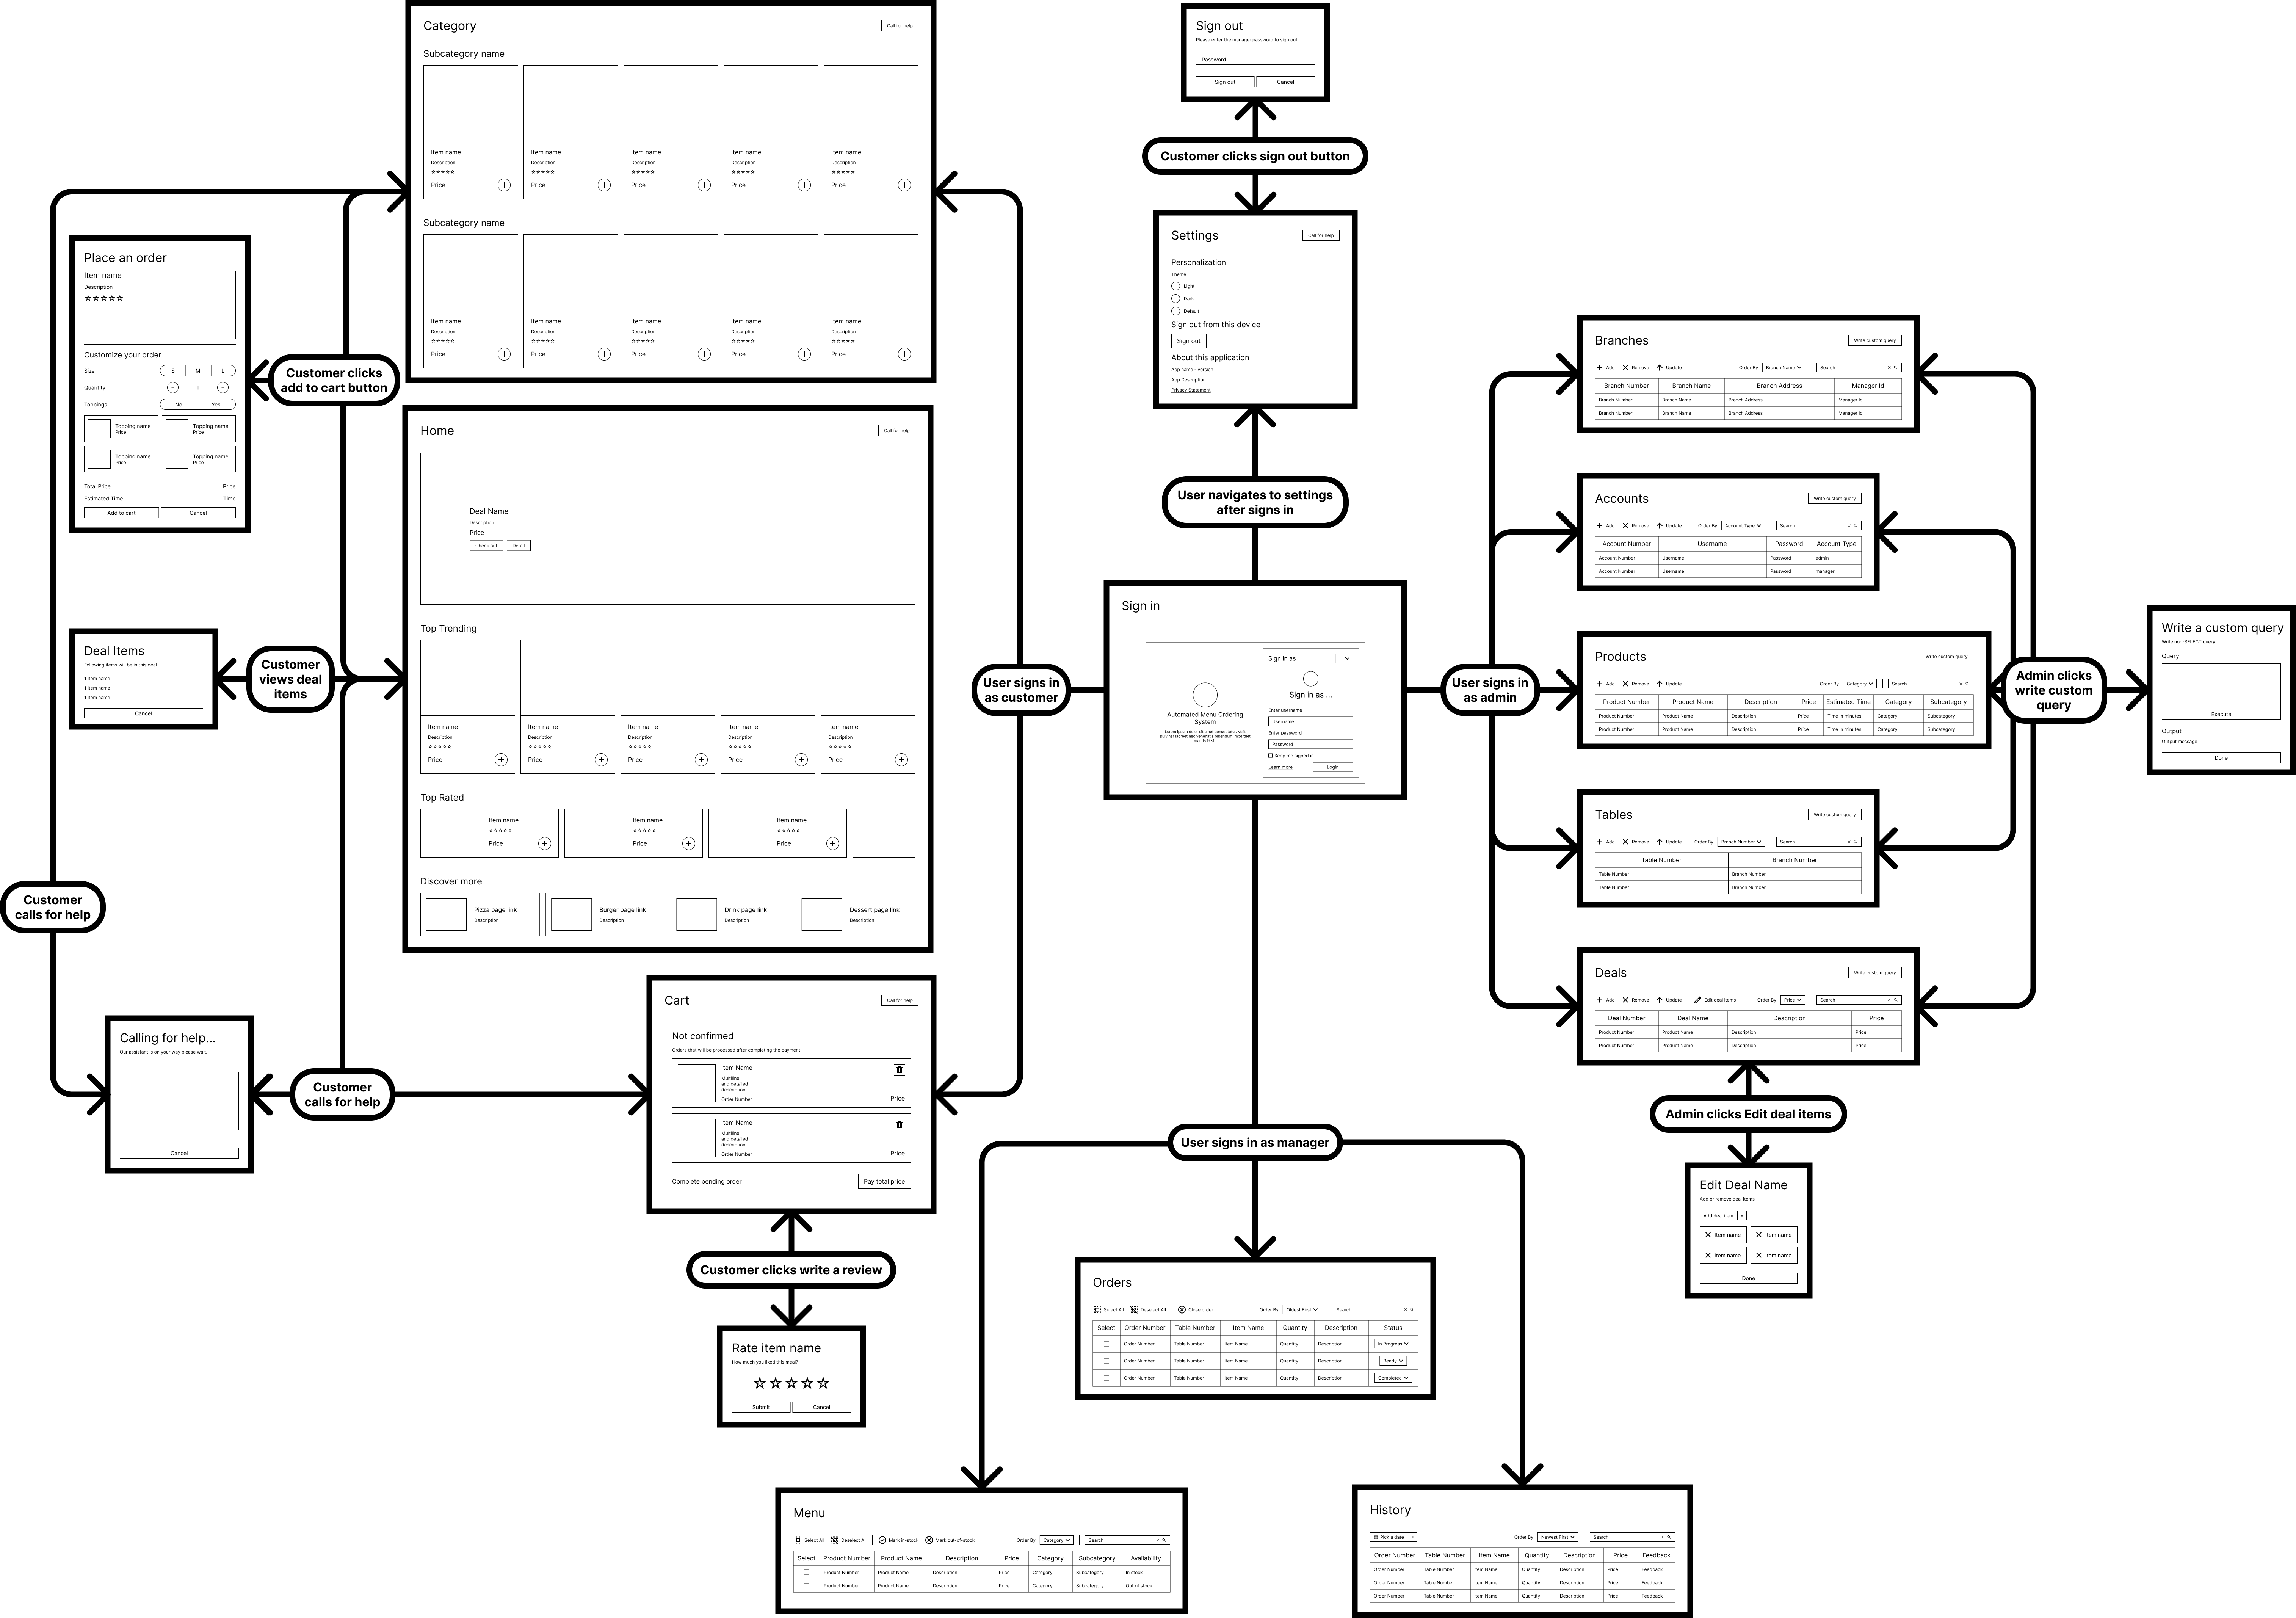 Category
Call for help
Subcategory name
Item name Item name Item name Item name Item name
Description Description Description Description Description
Price Price Price Price Price
Subcategory name
Item name Item name Item name Item name Item name
Description Description Description Description Description
Price Price Price Price Price
Sign out
Please enter the manager password to sign out.
Password
Sign out Cancel
Customer clicks sign out button
Settings
Call for help
Personalization
Theme
Light
Dark
Default
Sign out from this device
Sign out
About this application
App name - version
App Description
Privacy Statement
User navigates to settings
after signs in
Place an order
Item name
Description
Customize your order
Size S M L
Quantity − 1 +
Toppings No Yes
Topping name Topping name
Price Price
Topping name Topping name
Price Price
Total Price Price
Estimated Time Time
Add to cart Cancel
Customer clicks
add to cart button
Home
Call for help
Deal Name
Description
Price
Check out Detail
Top Trending
Item name Item name Item name Item name Item name
Description Description Description Description Description
Price Price Price Price Price
Top Rated
Item name Item name Item name
Price Price Price
Discover more
Pizza page link Burger page link Drink page link Dessert page link
Description Description Description Description
Deal Items
Following items will be in this deal.
1 Item name
1 Item name
1 Item name
Cancel
Customer
views deal
items
Customer
calls for help
Calling for help...
Our assistant is on your way please wait.
Cancel
Customer
calls for help
Cart
Call for help
Not confirmed
Orders that will be processed after completing the payment.
Item Name
Multiline
and detailed
description
Order Number Price
Item Name
Multiline
and detailed
description
Order Number Price
Complete pending order Pay total price
Customer clicks write a review
Rate item name
How much you liked this meal?
Submit Cancel
User signs in
as customer
Sign in
Automated Menu Ordering
System
Lorem ipsum dolor sit amet consectetur. Velit
pulvinar laoreet nec venenatis bibendum imperdiet
mauris id sit.
Sign in as ...
Sign in as ...
Enter username
Username
Enter password
Password
Keep me signed in
Learn more Login
User signs in
as admin
Branches
Write custom query
Add Remove Update Order By Branch Name Search
Branch Number Branch Name Branch Address Manager Id
Branch Number Branch Name Branch Address Manager Id
Branch Number Branch Name Branch Address Manager Id
Accounts
Write custom query
Add Remove Update Order By Account Type Search
Account Number Username Password Account Type
Account Number Username Password admin
Account Number Username Password manager
Products
Write custom query
Add Remove Update Order By Category Search
Product Number Product Name Description Price Estimated Time Category Subcategory
Product Number Product Name Description Price Time in minutes Category Subcategory
Product Number Product Name Description Price Time in minutes Category Subcategory
Tables
Write custom query
Add Remove Update Order By Branch Number Search
Table Number Branch Number
Table Number Branch Number
Table Number Branch Number
Deals
Write custom query
Add Remove Update Edit deal items Order By Price Search
Deal Number Deal Name Description Price
Product Number Product Name Description Price
Product Number Product Name Description Price
Admin clicks
write custom
query
Write a custom query
Write non-SELECT query.
Query
Execute
Output
Output message
Done
Admin clicks Edit deal items
Edit Deal Name
Add or remove deal items
Add deal item
Item name Item name
Item name Item name
Done
User signs in as manager
Orders
Select All Deselect All Close order Order By Oldest First Search
Select Order Number Table Number Item Name Quantity Description Status
Order Number Table Number Item Name Quantity Description In Progress
Order Number Table Number Item Name Quantity Description Ready
Order Number Table Number Item Name Quantity Description Completed
Menu
Select All Deselect All Mark in-stock Mark out-of-stock Order By Category Search
Select Product Number Product Name Description Price Category Subcategory Availability
Product Number Product Name Description Price Category Subcategory In stock
Product Number Product Name Description Price Category Subcategory Out of stock
History
Pick a date Order By Newest First Search
Order Number Table Number Item Name Quantity Description Price Feedback
Order Number Table Number Item Name Quantity Description Price Feedback
Order Number Table Number Item Name Quantity Description Price Feedback
Order Number Table Number Item Name Quantity Description Price Feedback